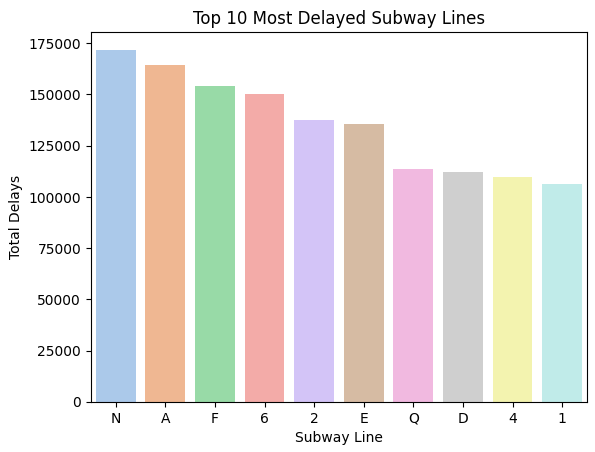 Top 10 Most Delayed Subway Lines
175000
150000
125000
100000
75000
50000
25000
0
Total Delays
N A F 6 2 E Q D 4 1
Subway Line